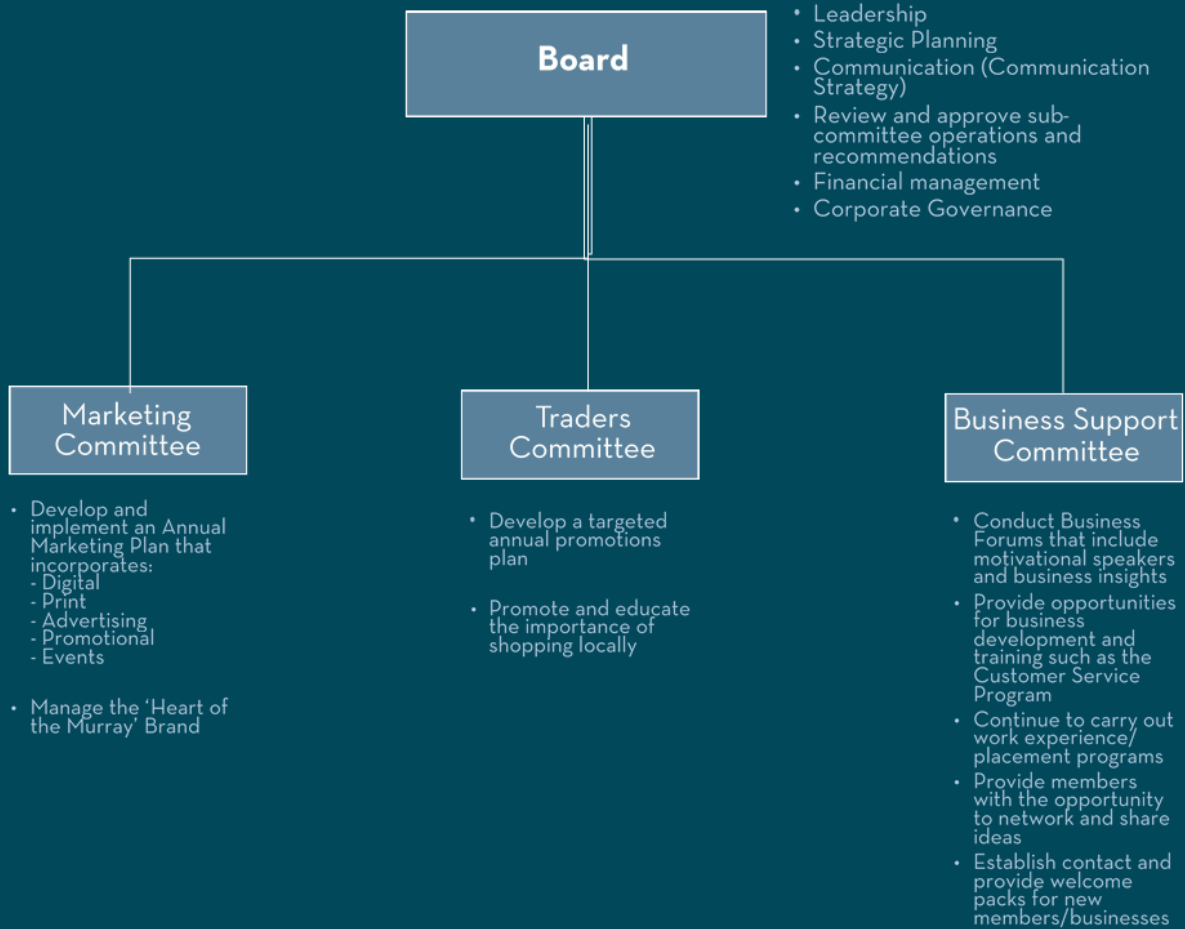 Board
• Leadership
• Strategic Planning
• Communication (Communication
Strategy)
• Review and approve sub-
committee operations and
recommendations
• Financial management
• Corporate Governance
Marketing
Committee
• Develop and
implement an Annual
Marketing Plan that
incorporates:
- Digital
- Print
- Advertising
- Promotional
- Events
• Manage the ‘Heart of
the Murray’ Brand
Traders
Committee
• Develop a targeted
annual promotions
plan
• Promote and educate
the importance of
shopping locally
Business Support
Committee
• Conduct Business
Forums that include
motivational speakers
and business insights
• Provide opportunities
for business
development and
training such as the
Customer Service
Program
• Continue to carry out
work experience/
placement programs
• Provide members
with the opportunity
to network and share
ideas
• Establish contact and
provide welcome
packs for new
members/businesses